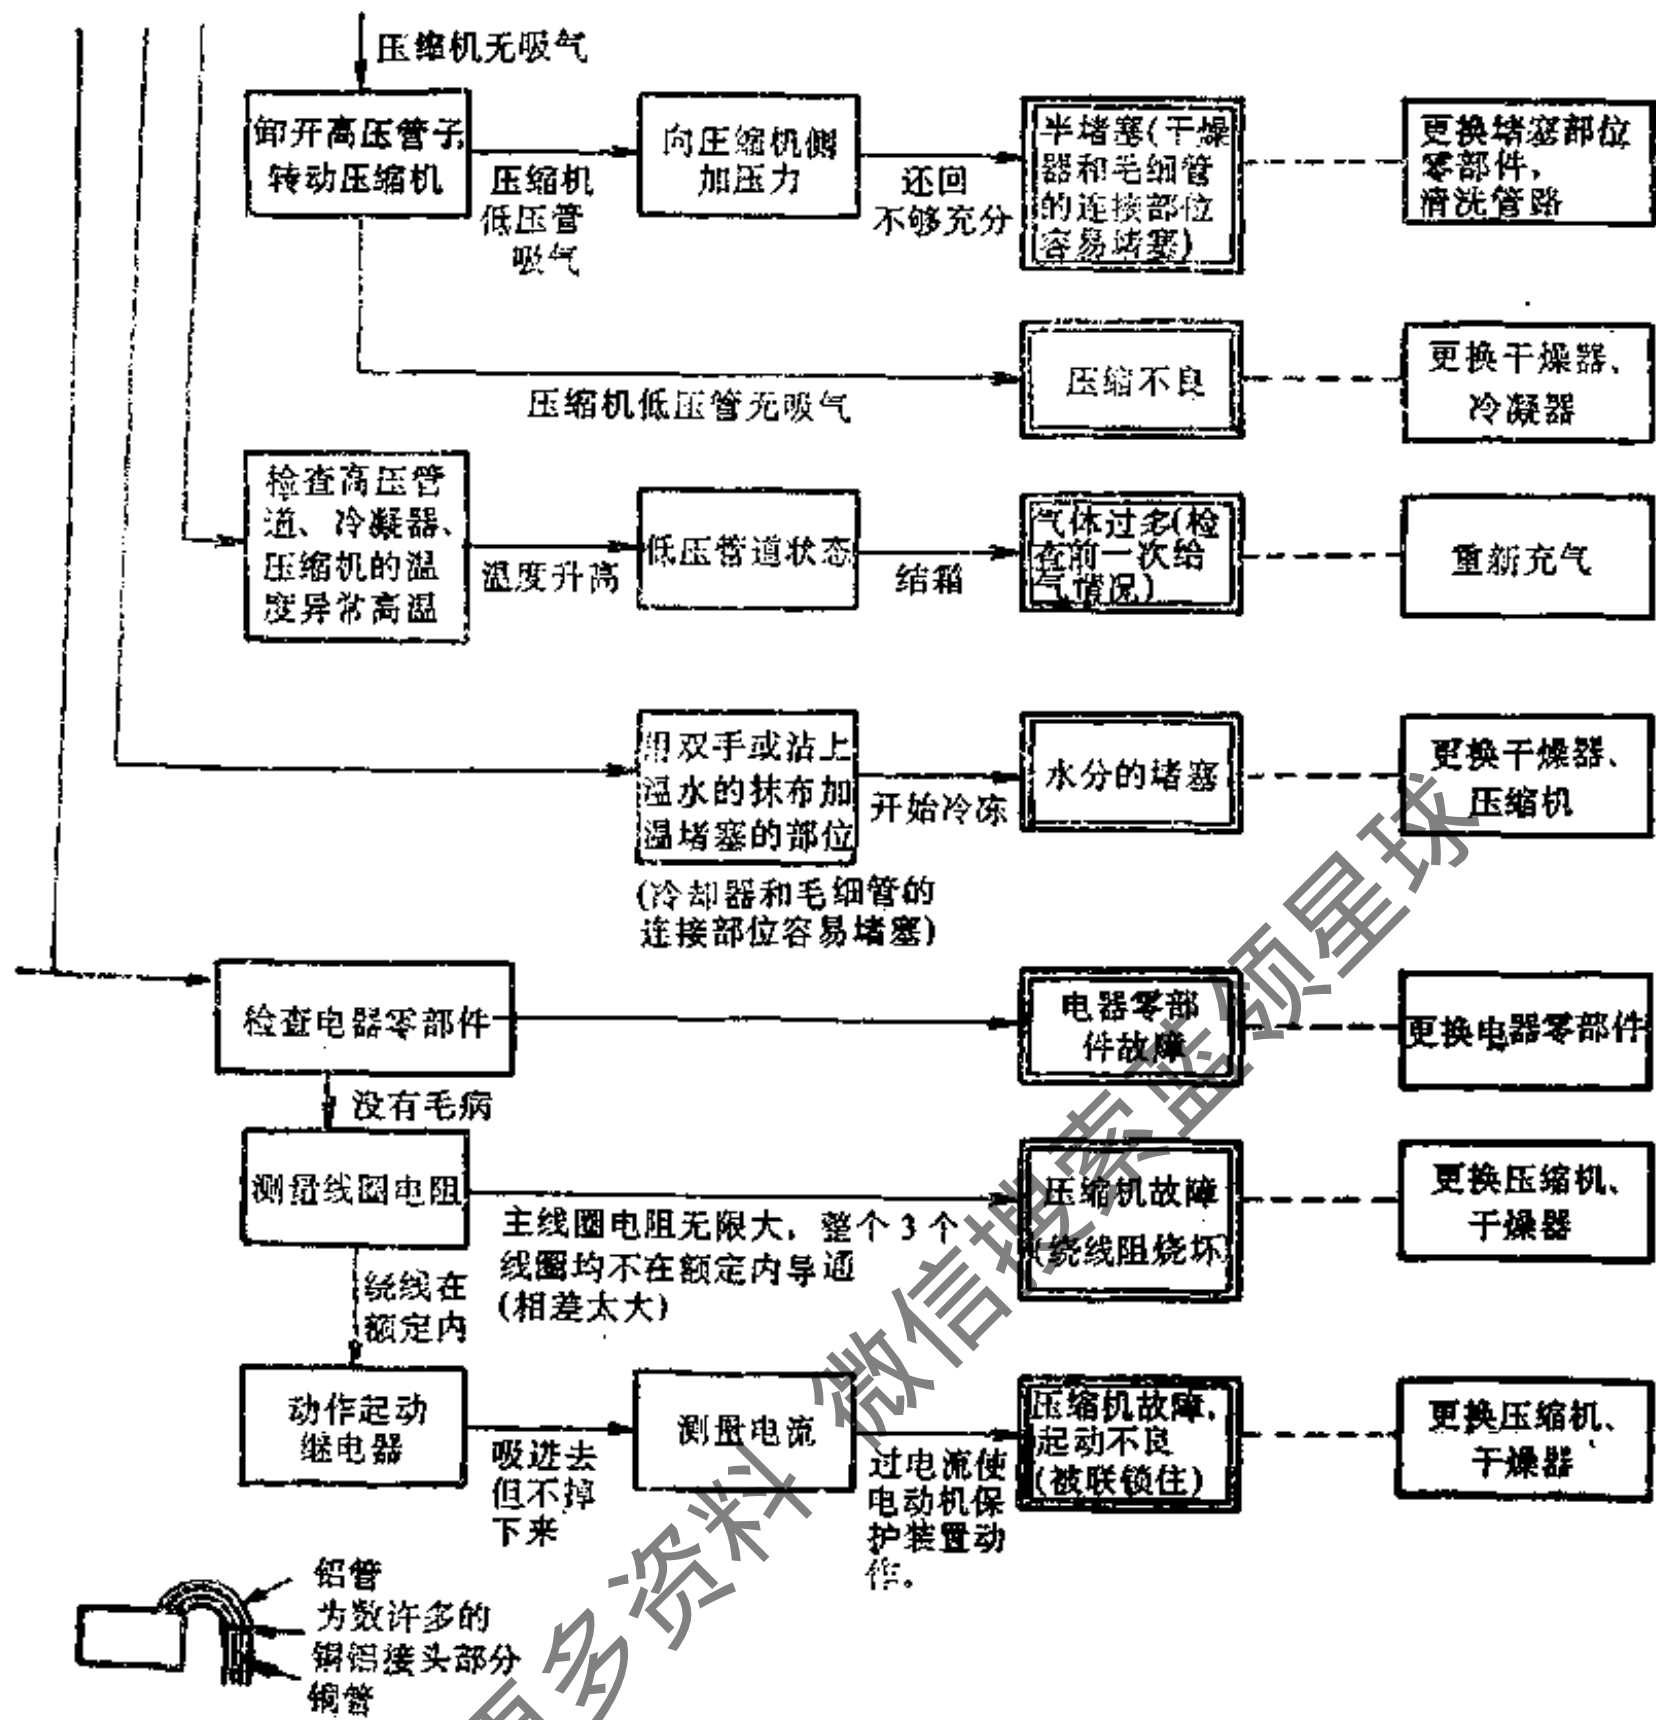 压缩机无吸气
卸开高压管子,
转动压缩机
压缩机
低压管
吸气
向压缩机侧
加压力
还回
不够充分
半堵塞(干燥
器和毛细管
的连接部位
容易堵塞)
更换堵塞部位
零部件,
清洗管路
压缩机低压管无吸气
压缩不良
更换干燥器、
冷凝器
检查高压管
道、冷凝器、
压缩机的温
度异常高温
温度升高
低压管道状态
结霜
气体过多(检
查前一次给
气情况)
重新充气
用双手或沾上
温水的抹布加
温堵塞的部位
(冷却器和毛细管的
连接部位容易堵塞)
开始冷冻
水分的堵塞
更换干燥器、
压缩机
检查电器零部件
电器零部
件故障
更换电器零部件
没有毛病
测量线圈电阻
主线圈电阻无限大,整个3个
线圈均不在额定内导通
(相差太大)
压缩机故障
(绕线阻烧坏)
更换压缩机、
干燥器
绕线在
额定内
动作起动
继电器
吸进去
但不掉
下来
测量电流
过电流使
电动机保
护装置动
作。
压缩机故障,
起动不良
(被联锁住)
更换压缩机、
干燥器
铝管
为数许多的
铜铝接头部分
铜管
更多资料 微信搜索蓝领星球